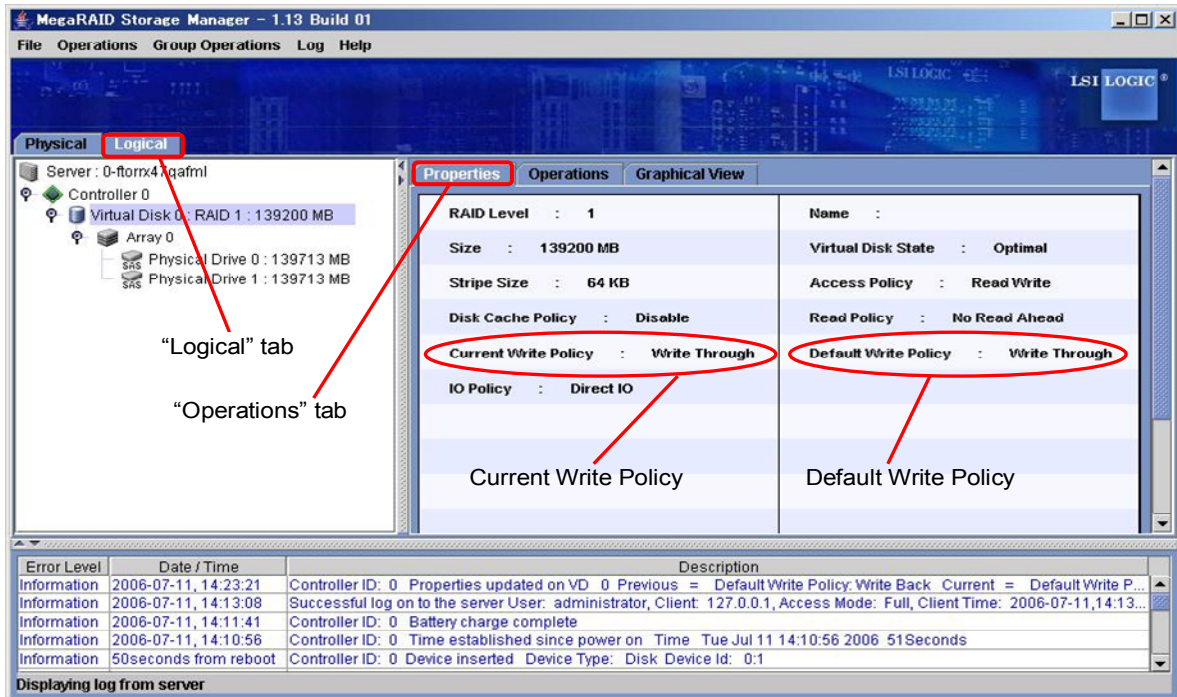 MegaRAID Storage Manager - 1.13 Build 01
File Operations Group Operations Log Help
LSI LOGIC
LSI LOGIC ®
Physical Logical
Server : 0-ftorrx47qafml
Controller 0
Virtual Disk 0 : RAID 1 : 139200 MB
Array 0
Physical Drive 0 : 139713 MB
SAS
Physical Drive 1 : 139713 MB
SAS
Properties Operations Graphical View
RAID Level : 1 Name :
Size : 139200 MB Virtual Disk State : Optimal
Stripe Size : 64 KB Access Policy : Read Write
Disk Cache Policy : Disable Read Policy : No Read Ahead
Current Write Policy : Write Through Default Write Policy : Write Through
IO Policy : Direct IO
“Logical” tab
“Operations” tab
Current Write Policy
Default Write Policy
Error Level Date / Time Description
Information 2006-07-11, 14:23:21 Controller ID: 0 Properties updated on VD 0 Previous = Default Write Policy: Write Back Current = Default Write P...
Information 2006-07-11, 14:13:08 Successful log on to the server User: administrator, Client: 127.0.0.1, Access Mode: Full, Client Time: 2006-07-11,14:13...
Information 2006-07-11, 14:11:41 Controller ID: 0 Battery charge complete
Information 2006-07-11, 14:10:56 Controller ID: 0 Time established since power on Time Tue Jul 11 14:10:56 2006 51Seconds
Information 50seconds from reboot Controller ID: 0 Device inserted Device Type: Disk Device Id: 0:1
Displaying log from server